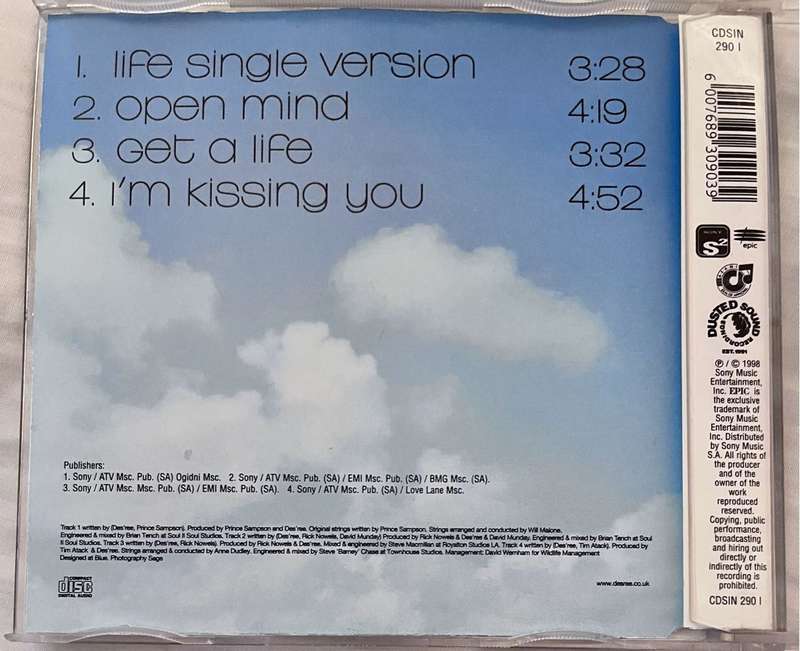 1. life single version 3:28
2. open mind 4:19
3. Get a life 3:32
4. i'm kissing you 4:52
Publishers:
1. Sony / ATV Msc. Pub. (SA) Ogidni Msc. 2. Sony / ATV Msc. Pub. (SA) / EMI Msc. Pub. (SA) / BMG Msc. (SA).
3. Sony / ATV Msc. Msc. Pub. (SA) / EMI Msc. Pub. (SA). 4. Sony / ATV Msc. Pub. (SA) / Love Lane Msc.
Track 1 written by (Des'ree, Prince Sampson). Produced by Prince Sampson and Des'ree. Original strings written by Prince Sampson. Strings arranged and conducted by Will Malone.
Engineered & mixed by Brian Tench at Soul II Soul Studios. Track 2 written by (Des'ree, Rick Nowels, David Munday) Produced by Rick Nowels & Des'ree & David Munday. Engineered & mixed by Brian Tench at Soul
II Soul Studios. Track 3 written by (Des'ree, Rick Nowels). Produced by Rick Nowels & Des'ree. Mixed & engineered by Steve Macmillan at Royalton Studios LA. Track 4 written by (Des'ree, Tim Atack). Produced by
Tim Atack & Des'ree. Strings arranged & conducted by Anne Dudley. Engineered & mixed by Steve 'Barney' Chase at Townhouse Studios. Management: David Wernham for Wildlife Management
Designed at Blue. Photography Sage
COMPACT
disc
DIGITAL AUDIO
www.desree.co.uk
CDSIN
290 I
6 007689 309039
S2
epic
DUSTED SOUND
RECORDINGS
EST. 1991
℗ / © 1998
Sony Music
Entertainment,
Inc. EPIC is
the exclusive
trademark of
Sony Music
Entertainment,
Inc. Distributed
by Sony Music
S.A. All rights of
the producer
and of the
owner of the
work
reproduced
reserved.
Copying, public
performance,
broadcasting
and hiring out
directly or
indirectly of this
recording is
prohibited.
CDSIN 290 I